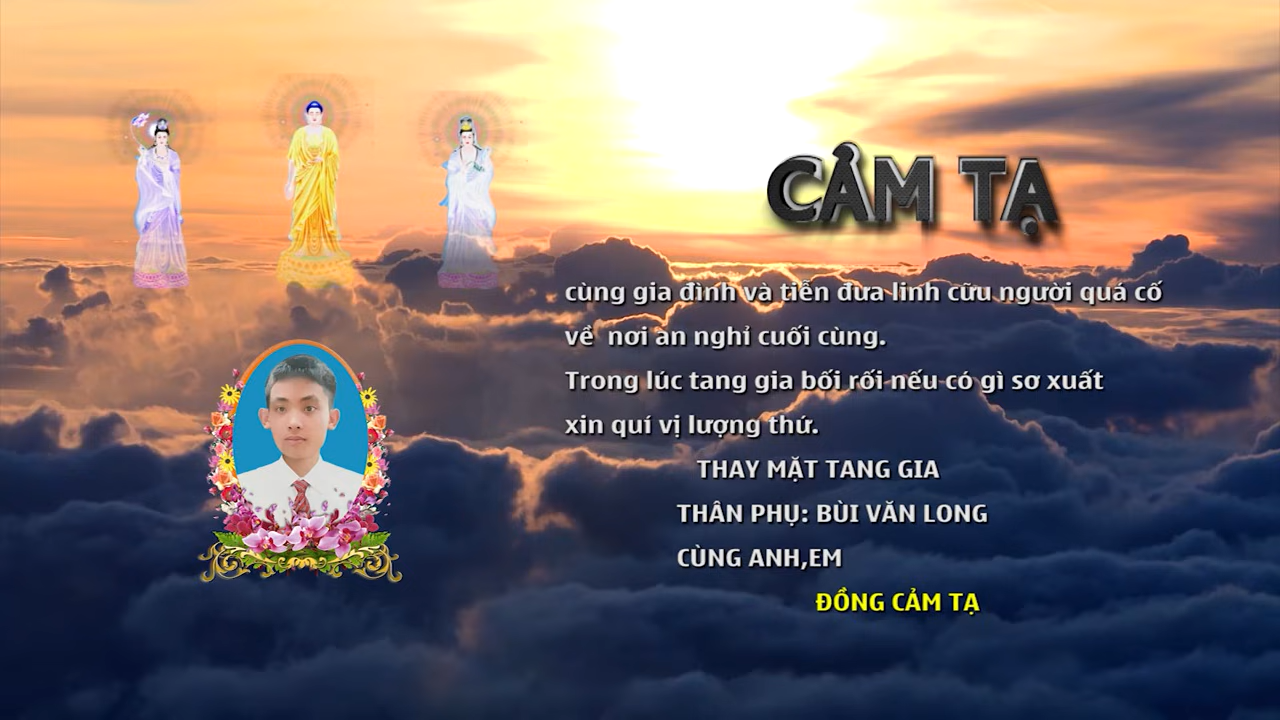 CẢM TẠ
cùng gia đình và tiễn đưa linh cữu người quá cố
về nơi an nghỉ cuối cùng.
Trong lúc tang gia bối rối nếu có gì sơ xuất
xin quí vị lượng thứ.
THAY MẶT TANG GIA
THÂN PHỤ: BÙI VĂN LONG
CÙNG ANH,EM
ĐỒNG CẢM TẠ